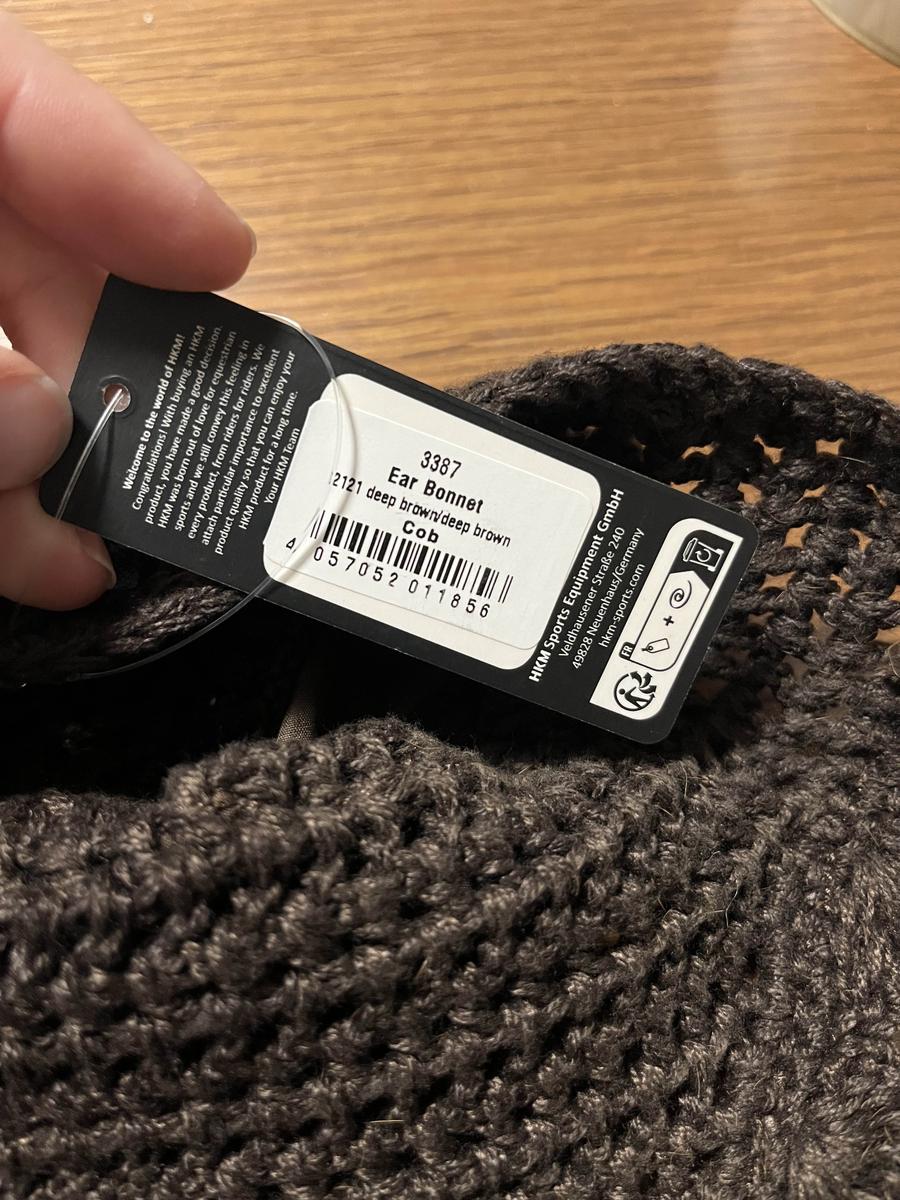 Welcome to the world of HKM!
Congratulations! With buying an HKM
product, you have made a good decision.
HKM was born out of love for equestrian
sports and we still convey this feeling in
every product, from riders for riders. We
attach particular importance to excellent
product quality so that you can enjoy your
HKM product for a long time.
Your HKM Team
3387
Ear Bonnet
2121 deep brown/deep brown
Cob
4 057052 011856
HKM Sports Equipment GmbH
Veldhausener Straße 240
49828 Neuenhaus/Germany
hkm-sports.com
FR
+